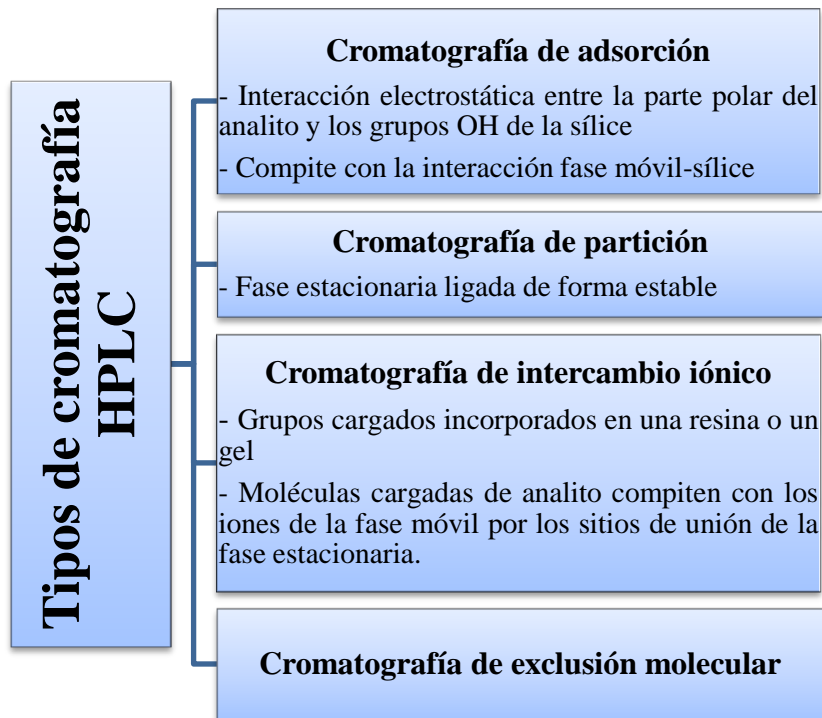 Tipos de cromatografía
HPLC
Cromatografía de adsorción
- Interacción electrostática entre la parte polar del
analito y los grupos OH de la sílice
- Compite con la interacción fase móvil-sílice
Cromatografía de partición
- Fase estacionaria ligada de forma estable
Cromatografía de intercambio iónico
- Grupos cargados incorporados en una resina o un
gel
- Moléculas cargadas de analito compiten con los
iones de la fase móvil por los sitios de unión de la
fase estacionaria.
Cromatografía de exclusión molecular